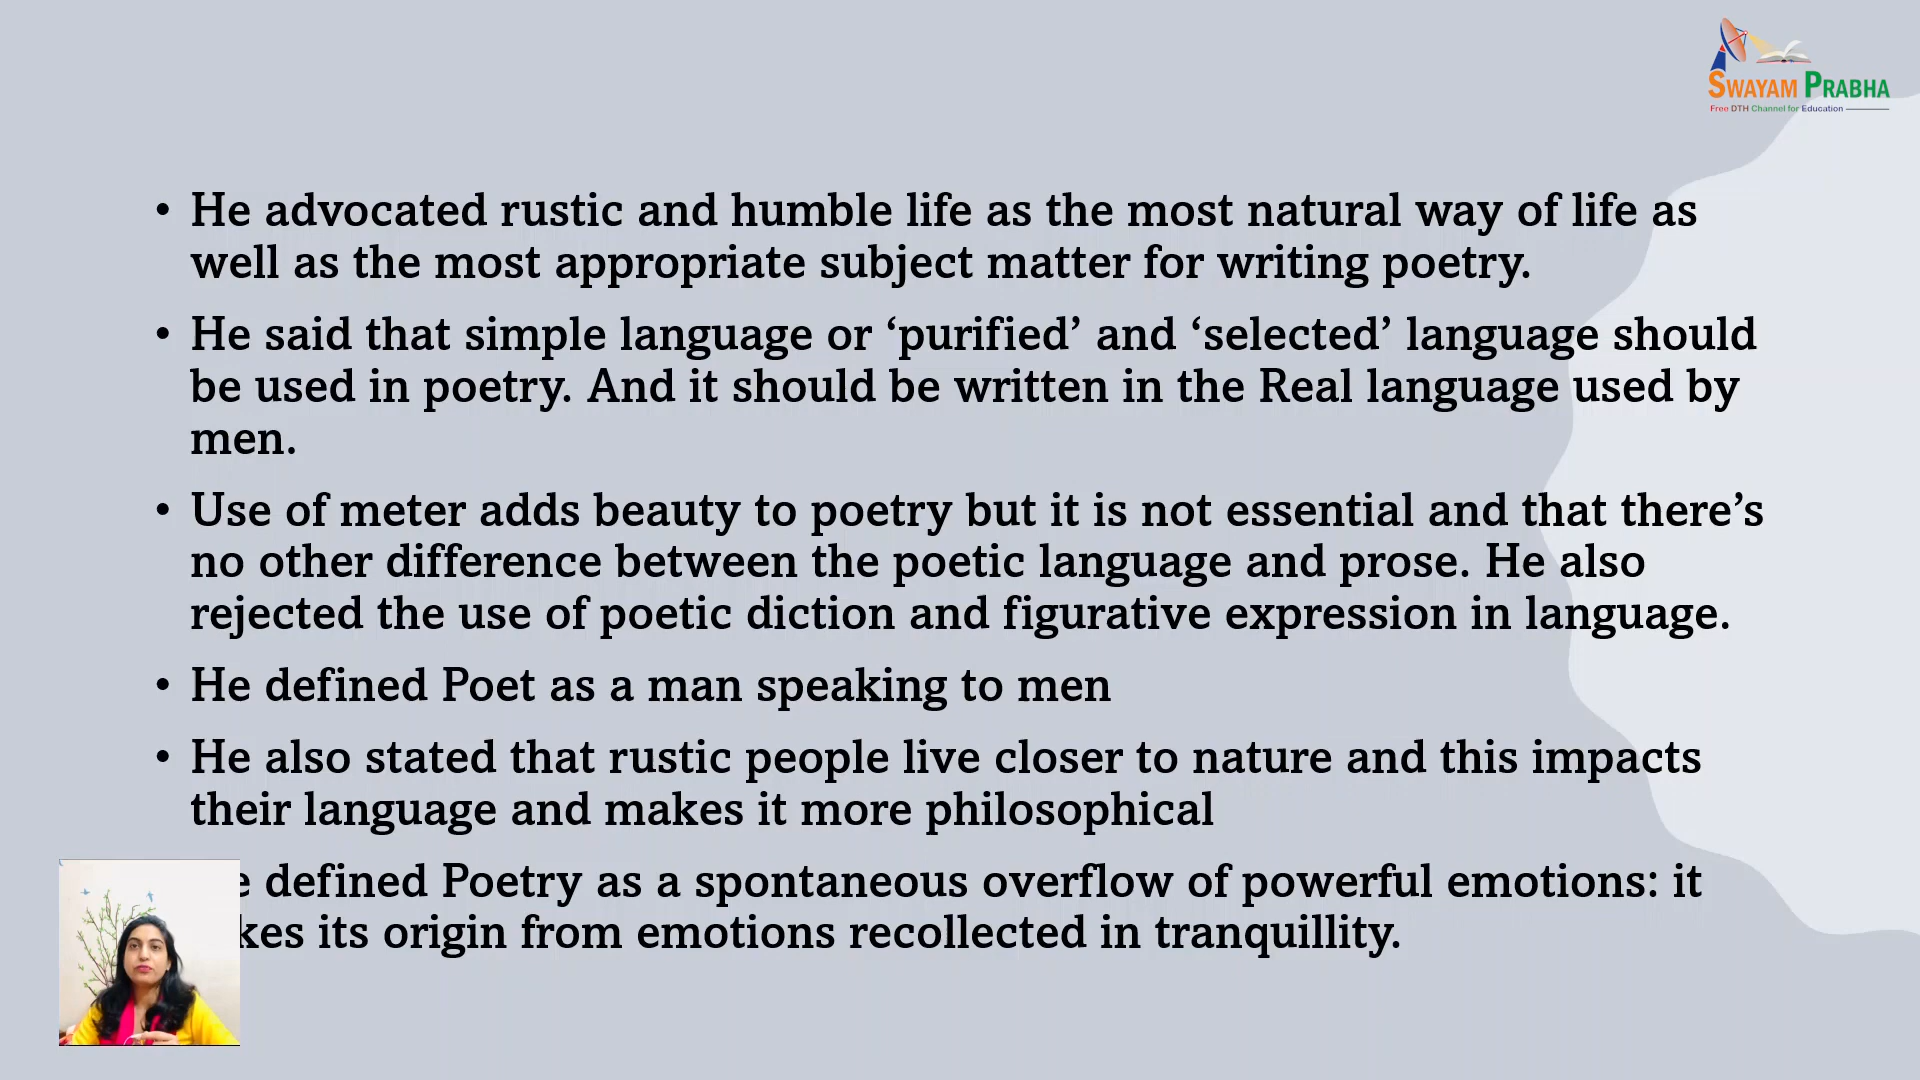 SWAYAM PRABHA
Free DTH Channel for Education
• He advocated rustic and humble life as the most natural way of life as
well as the most appropriate subject matter for writing poetry.
• He said that simple language or ‘purified’ and ‘selected’ language should
be used in poetry. And it should be written in the Real language used by
men.
• Use of meter adds beauty to poetry but it is not essential and that there’s
no other difference between the poetic language and prose. He also
rejected the use of poetic diction and figurative expression in language.
• He defined Poet as a man speaking to men
• He also stated that rustic people live closer to nature and this impacts
their language and makes it more philosophical
defined Poetry as a spontaneous overflow of powerful emotions: it
its origin from emotions recollected in tranquillity.